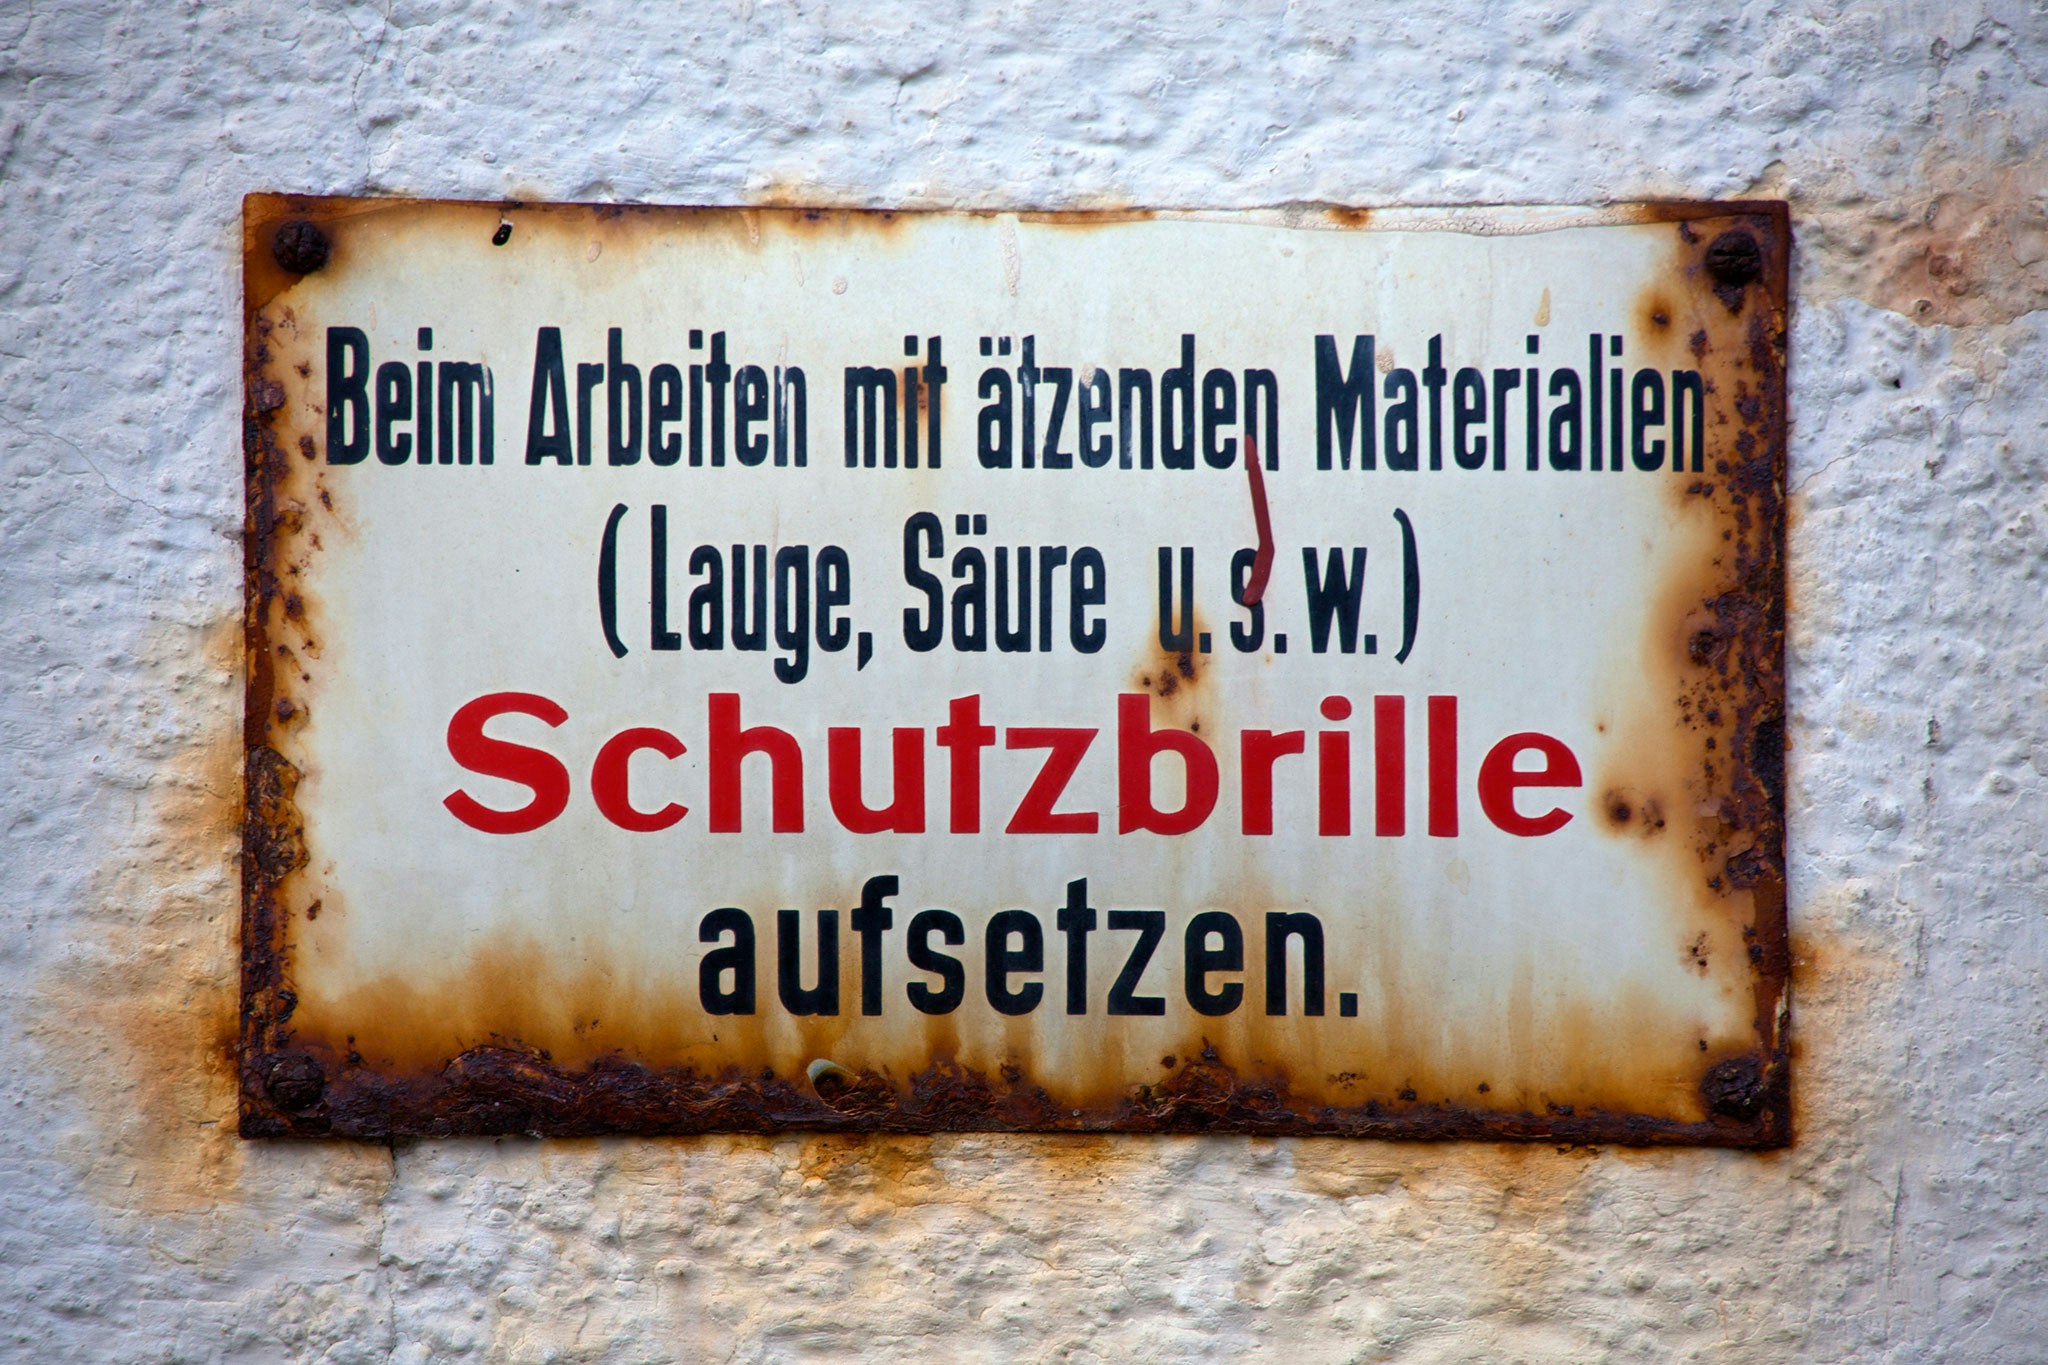 Beim Arbeiten mit ätzenden Materialien
(Lauge, Säure u.s.w.)
Schutzbrille
aufsetzen.